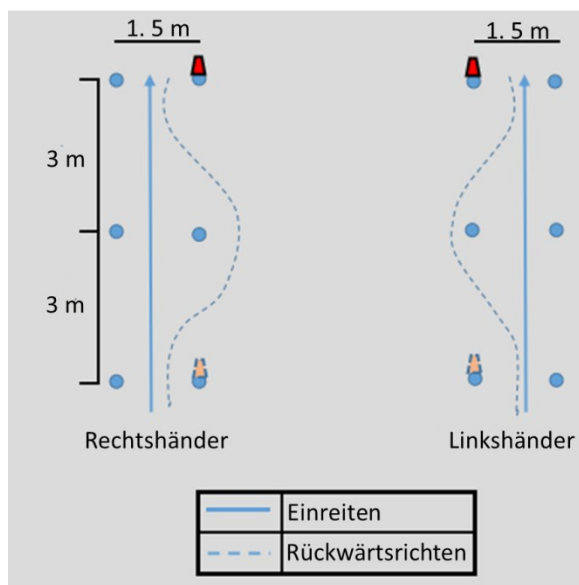 1. 5 m
1. 5 m
3 m
3 m
Rechtshänder
Linkshänder
Einreiten
Rückwärtsrichten